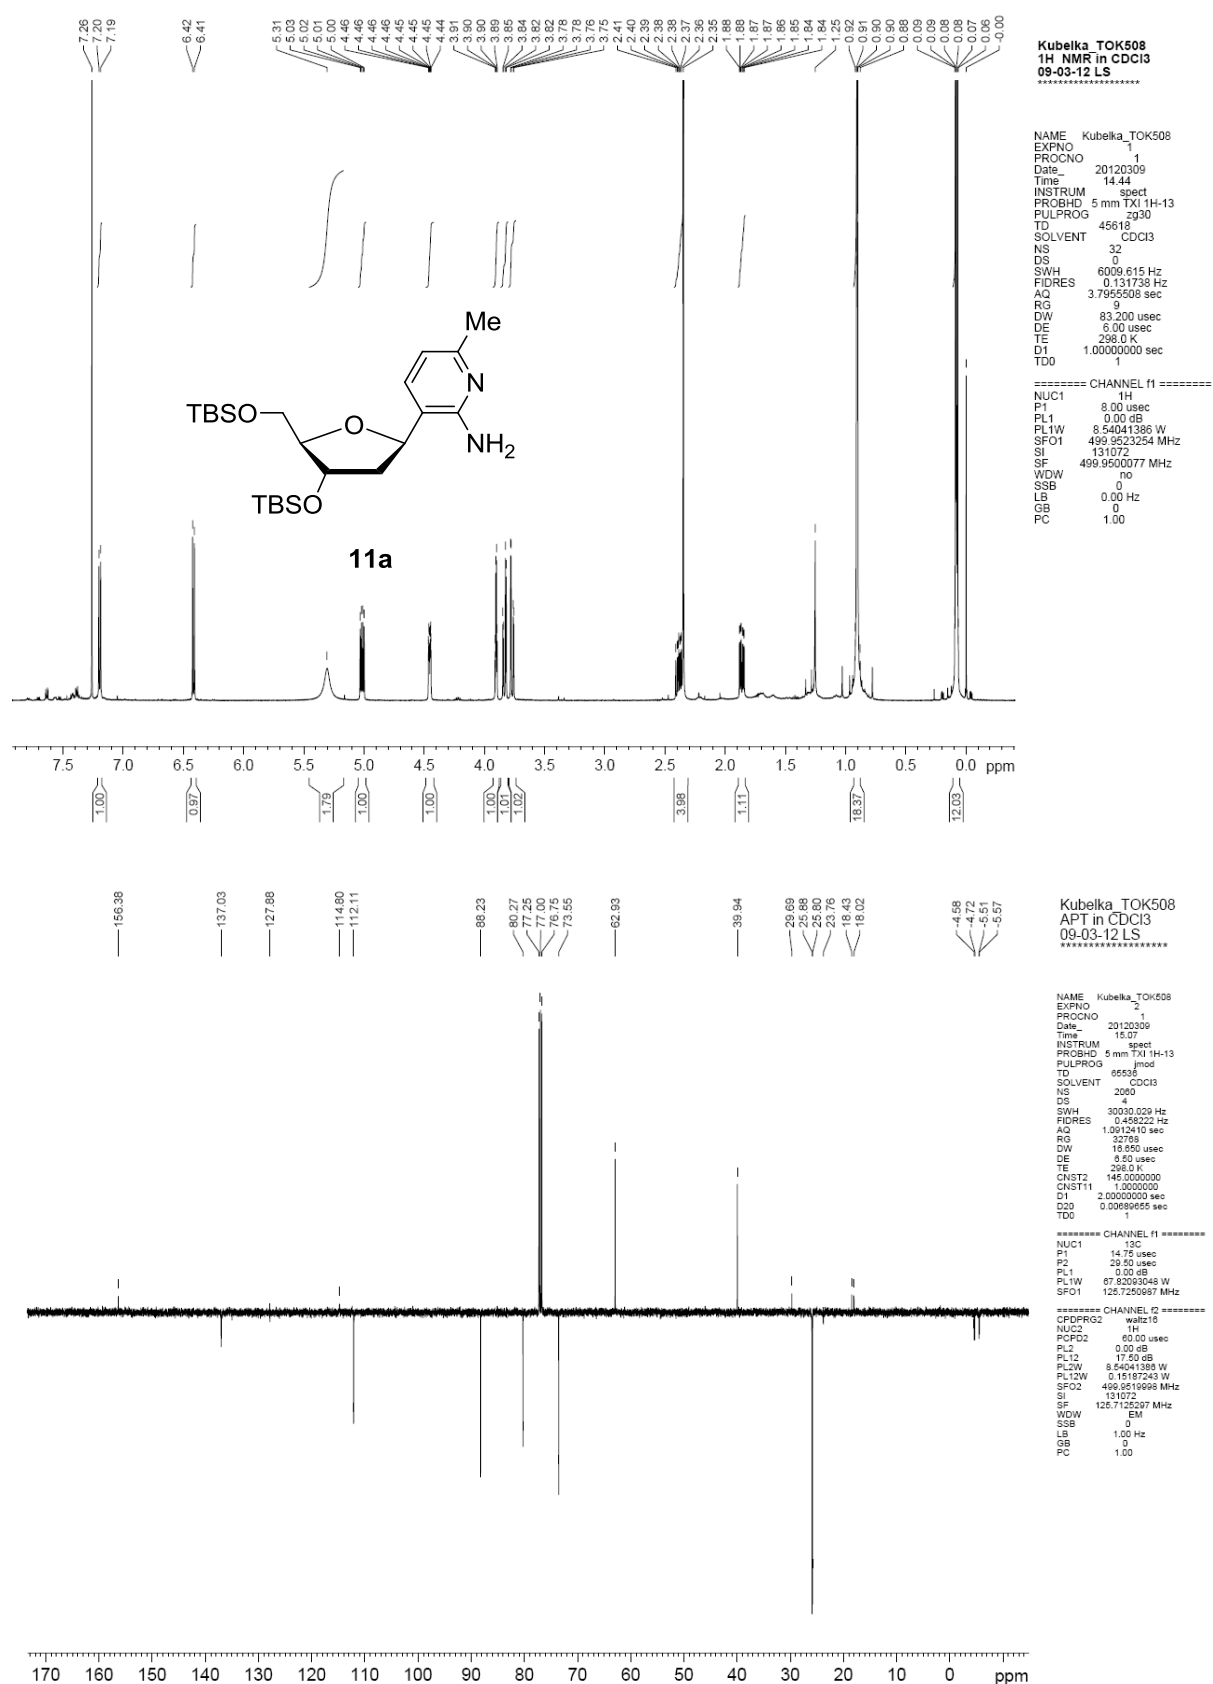 7.26
7.20
7.19
6.42
6.41
5.31
5.03
5.02
5.01
5.00
4.46
4.46
4.46
4.46
4.45
4.45
4.45
4.44
3.91
3.90
3.90
3.89
3.85
3.84
3.82
3.82
3.78
3.78
3.76
3.75
2.41
2.40
2.39
2.38
2.38
2.37
2.36
2.35
1.88
1.88
1.87
1.87
1.86
1.85
1.84
1.84
1.25
0.92
0.91
0.90
0.90
0.88
0.09
0.09
0.08
0.08
0.07
0.06
-0.00
Kubelka_TOK508
1H NMR in CDCl3
09-03-12 LS
********************
NAME Kubelka_TOK508
EXPNO 1
PROCNO 1
Date_ 20120309
Time 14.44
INSTRUM spect
PROBHD 5 mm TXI 1H-13
PULPROG zg30
TD 45618
SOLVENT CDCl3
NS 32
DS 0
SWH 6009.615 Hz
FIDRES 0.131738 Hz
AQ 3.7955508 sec
RG 9
DW 83.200 usec
DE 6.00 usec
TE 298.0 K
D1 1.00000000 sec
TD0 1
======== CHANNEL f1 ========
NUC1 1H
P1 8.00 usec
PL1 0.00 dB
PL1W 8.54041386 W
SFO1 499.9523254 MHz
SI 131072
SF 499.9500077 MHz
WDW no
SSB 0
LB 0.00 Hz
GB 0
PC 1.00
Me
N
TBSO
O
NH2
TBSO
11a
7.5 7.0 6.5 6.0 5.5 5.0 4.5 4.0 3.5 3.0 2.5 2.0 1.5 1.0 0.5 0.0 ppm
1.00 0.97 1.79 1.00 1.00 1.00 1.01 1.02 3.98 1.11 18.37 12.03
156.38
137.03
127.88
114.80
112.11
88.23
80.27
77.25
77.00
76.75
73.55
62.93
39.94
29.69
25.88
25.80
23.76
18.43
18.02
-4.58
-4.72
-5.51
-5.57
Kubelka_TOK508
APT in CDCl3
09-03-12 LS
********************
NAME Kubelka_TOK508
EXPNO 2
PROCNO 1
Date_ 20120309
Time 15.07
INSTRUM spect
PROBHD 5 mm TXI 1H-13
PULPROG jmod
TD 65536
SOLVENT CDCl3
NS 2060
DS 4
SWH 30030.029 Hz
FIDRES 0.458222 Hz
AQ 1.0912410 sec
RG 32768
DW 16.650 usec
DE 6.50 usec
TE 298.0 K
CNST2 145.0000000
CNST11 1.0000000
D1 2.00000000 sec
D20 0.00689655 sec
TD0 1
======== CHANNEL f1 ========
NUC1 13C
P1 14.75 usec
P2 29.50 usec
PL1 0.00 dB
PL1W 67.82093048 W
SFO1 125.7250987 MHz
======== CHANNEL f2 ========
CPDPRG2 waltz16
NUC2 1H
PCPD2 60.00 usec
PL2 0.00 dB
PL12 17.50 dB
PL2W 8.54041386 W
PL12W 0.15187243 W
SFO2 499.9519998 MHz
SI 131072
SF 125.7125297 MHz
WDW EM
SSB 0
LB 1.00 Hz
GB 0
PC 1.00
170 160 150 140 130 120 110 100 90 80 70 60 50 40 30 20 10 0 ppm